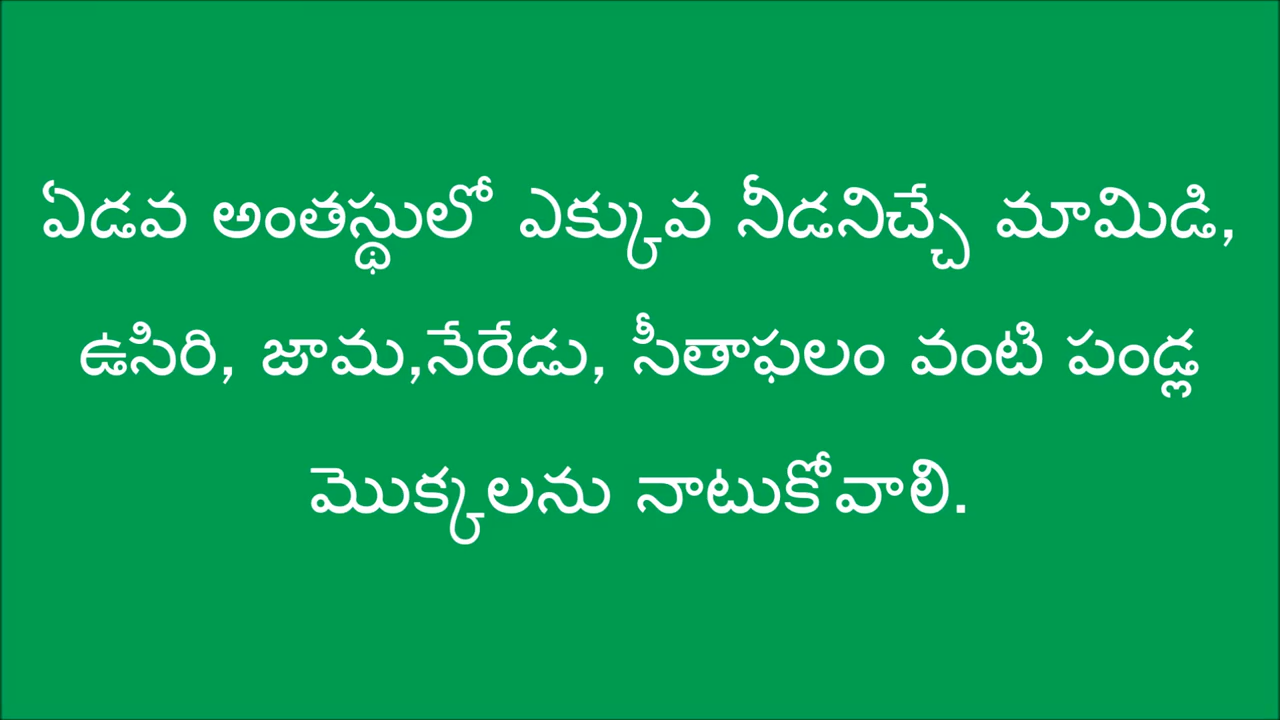 ఏడవ అంతస్థులో ఎక్కువ నీడనిచ్చే మామిడి,
ఉసిరి, జామ,నేరేడు, సీతాఫలం వంటి పండ్ల
మొక్కలను నాటుకోవాలి.